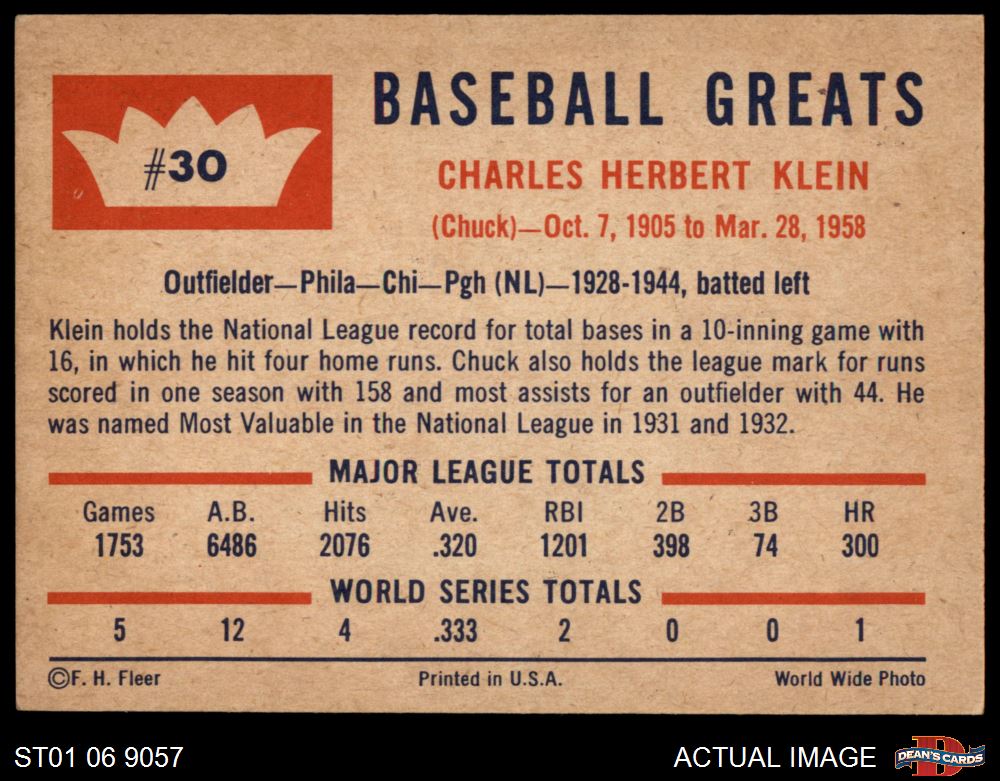 #30
BASEBALL GREATS
CHARLES HERBERT KLEIN
(Chuck)—Oct. 7, 1905 to Mar. 28, 1958
Outfielder—Phila—Chi—Pgh (NL)—1928-1944, batted left
Klein holds the National League record for total bases in a 10-inning game with
16, in which he hit four home runs. Chuck also holds the league mark for runs
scored in one season with 158 and most assists for an outfielder with 44. He
was named Most Valuable in the National League in 1931 and 1932.
MAJOR LEAGUE TOTALS
Games A.B. Hits Ave. RBI 2B 3B HR
1753 6486 2076 .320 1201 398 74 300
WORLD SERIES TOTALS
5 12 4 .333 2 0 0 1
©F. H. Fleer Printed in U.S.A. World Wide Photo
ST01 06 9057 ACTUAL IMAGE DEAN'S CARDS